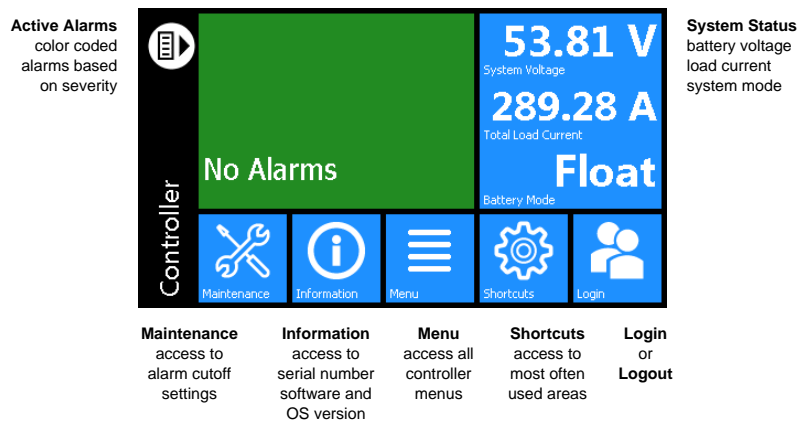 Active Alarms
color coded
alarms based
on severity
Controller
No Alarms
53.81 V
System Voltage
289.28 A
Total Load Current
Float
Battery Mode
System Status
battery voltage
load current
system mode
Maintenance
Information
Menu
Shortcuts
Login
Maintenance
access to
alarm cutoff
settings
Information
access to
serial number
software and
OS version
Menu
access all
controller
menus
Shortcuts
access to
most often
used areas
Login
or
Logout